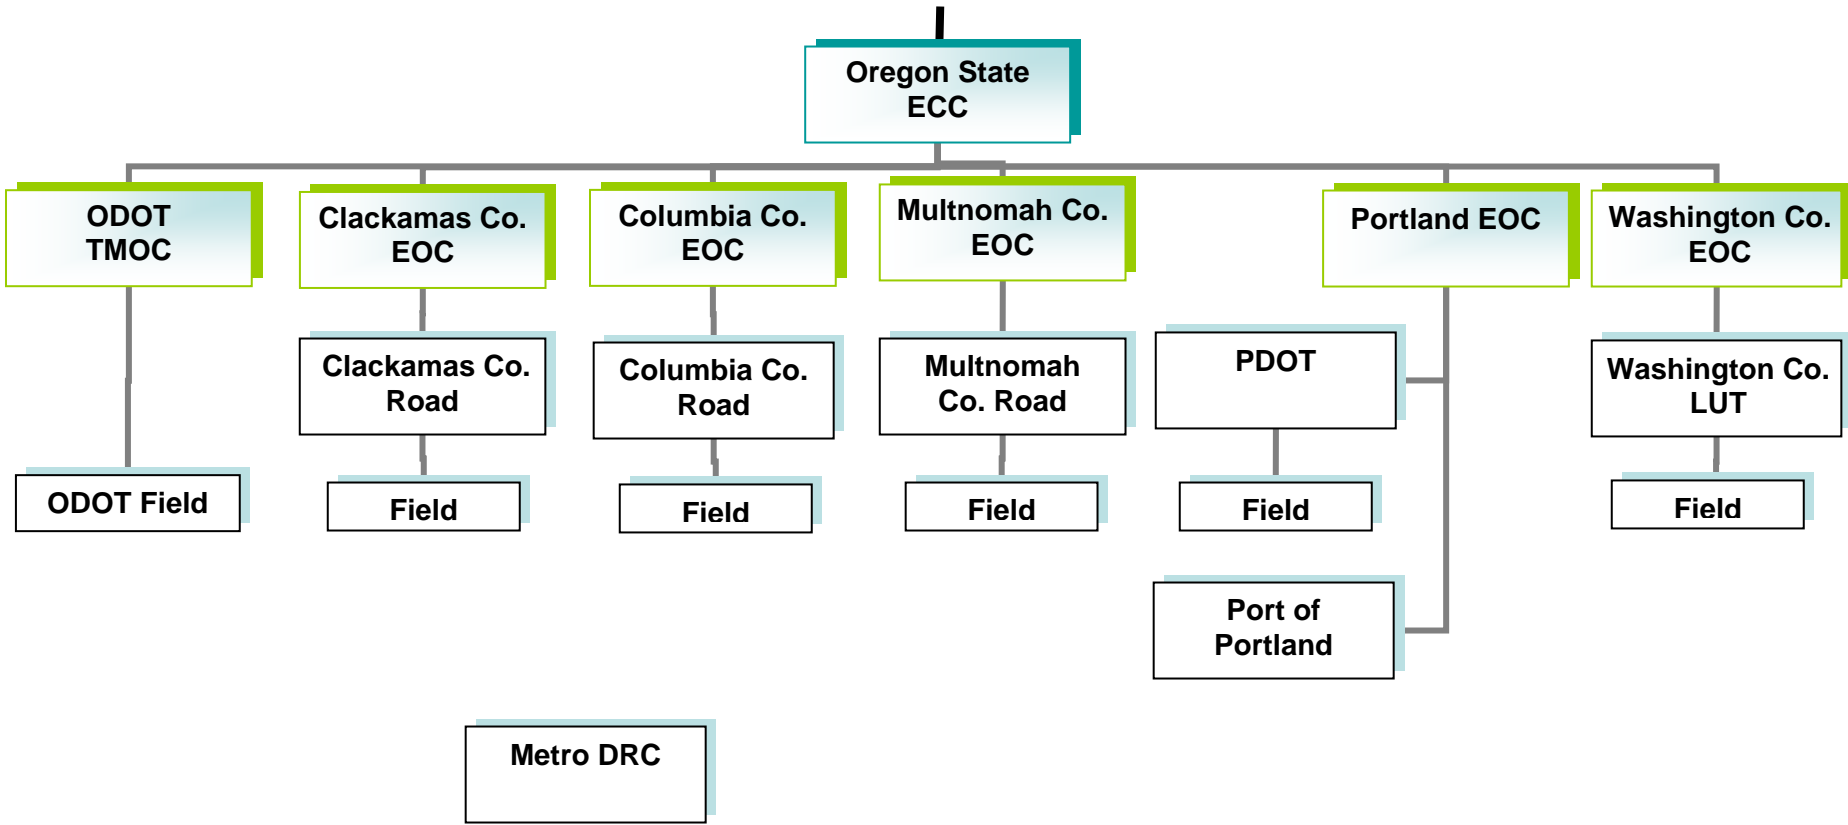 Oregon State
ECC
ODOT
TMOC
Clackamas Co.
EOC
Columbia Co.
EOC
Multnomah Co.
EOC
Portland EOC
Washington Co.
EOC
Clackamas Co.
Road
Columbia Co.
Road
Multnomah
Co. Road
PDOT
Washington Co.
LUT
ODOT Field
Field
Field
Field
Field
Field
Port of
Portland
Metro DRC